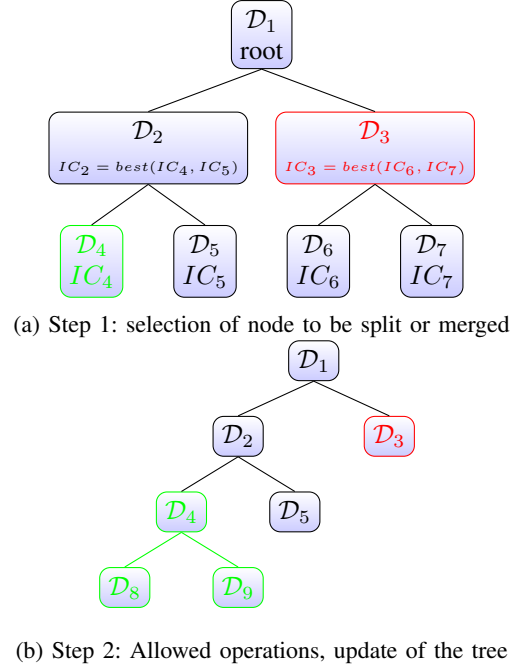 𝒟₁
root
𝒟₂ 𝒟₃
IC₂ = best(IC₄, IC₅) IC₃ = best(IC₆, IC₇)
𝒟₄ 𝒟₅ 𝒟₆ 𝒟₇
IC₄ IC₅ IC₆ IC₇
(a) Step 1: selection of node to be split or merged
𝒟₁
𝒟₂ 𝒟₃
𝒟₄ 𝒟₅
𝒟₈ 𝒟₉
(b) Step 2: Allowed operations, update of the tree